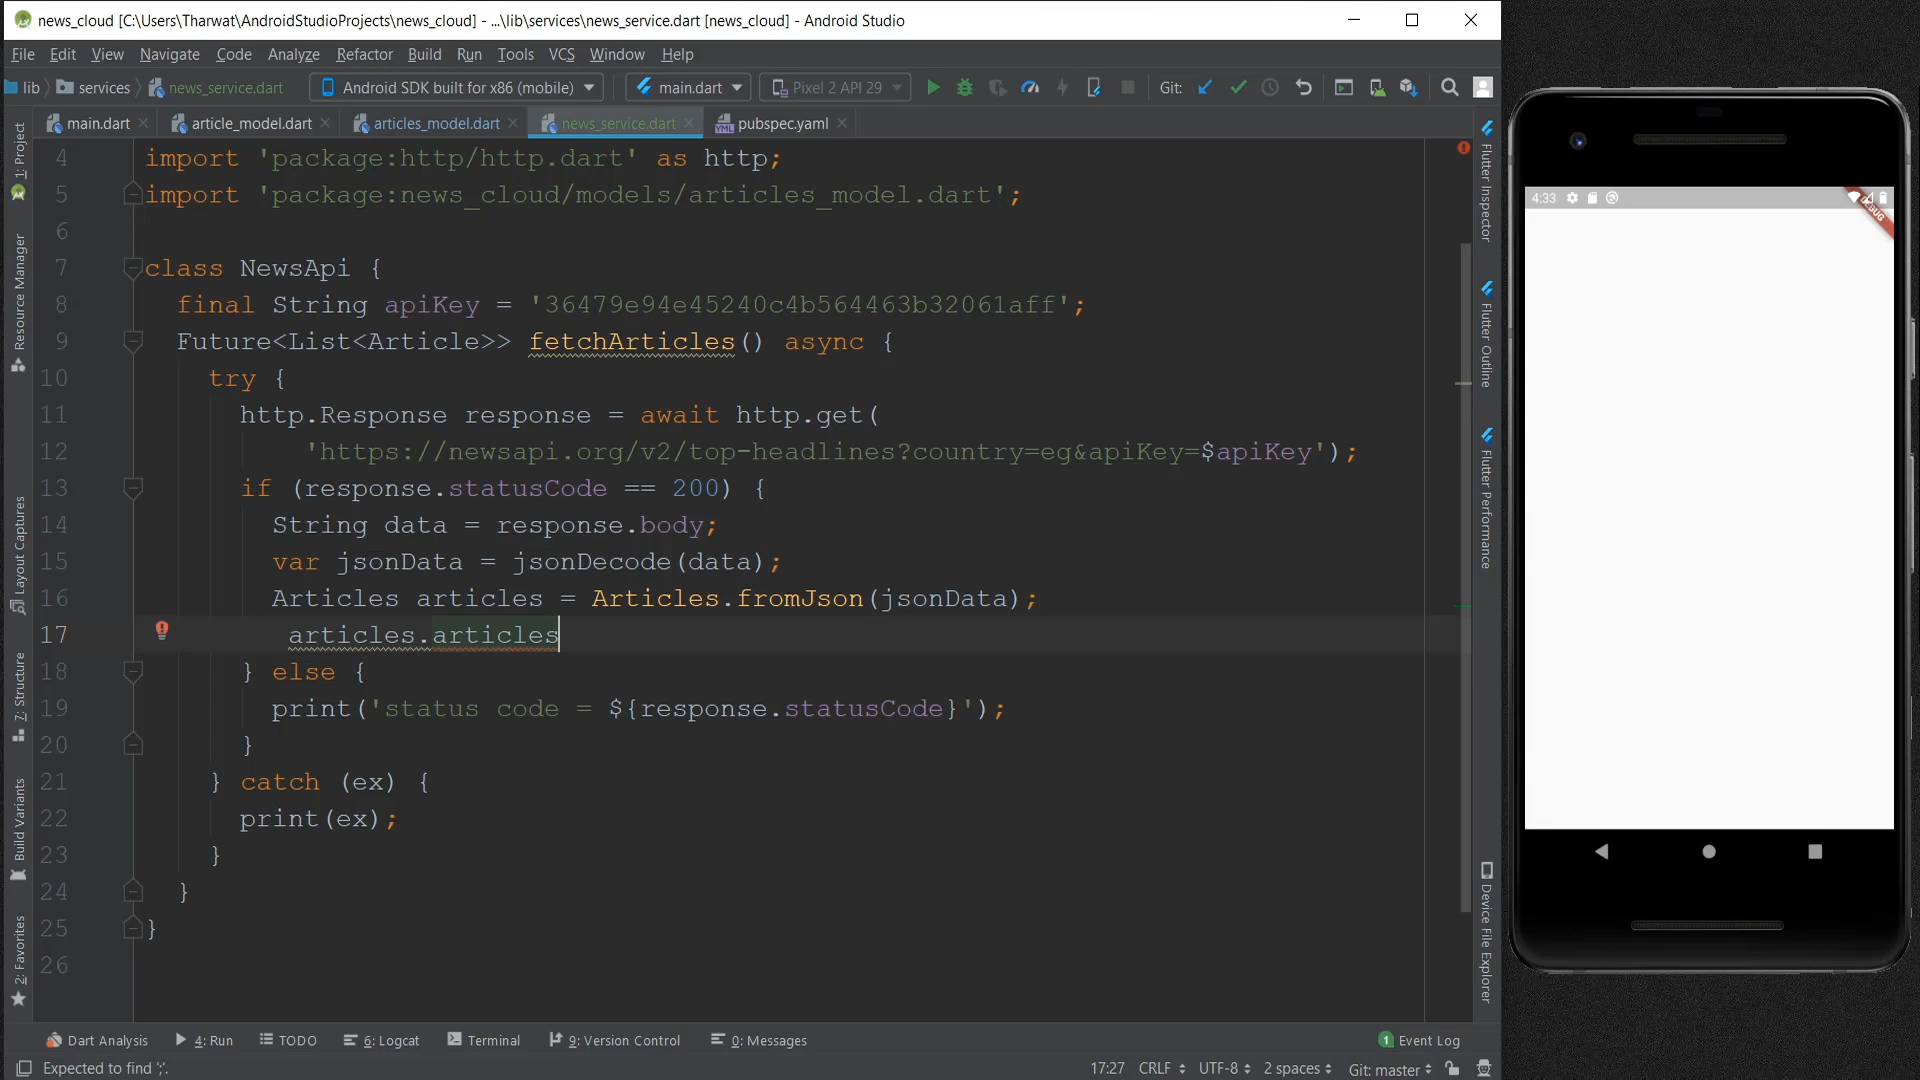 news_cloud [C:\Users\Tharwat\AndroidStudioProjects\news_cloud] - ...\lib\services\news_service.dart [news_cloud] - Android Studio
File Edit View Navigate Code Analyze Refactor Build Run Tools VCS Window Help
lib services news_service.dart Android SDK built for x86 (mobile) main.dart Pixel 2 API 29 Git:
main.dart article_model.dart articles_model.dart news_service.dart pubspec.yaml
4 import 'package:http/http.dart' as http;
5 import 'package:news_cloud/models/articles_model.dart';
6
7 class NewsApi {
8 final String apiKey = '36479e94e45240c4b564463b32061aff';
9 Future<List<Article>> fetchArticles() async {
10 try {
11 http.Response response = await http.get(
12 'https://newsapi.org/v2/top-headlines?country=eg&apiKey=$apiKey');
13 if (response.statusCode == 200) {
14 String data = response.body;
15 var jsonData = jsonDecode(data);
16 Articles articles = Articles.fromJson(jsonData);
17 articles.articles
18 } else {
19 print('status code = ${response.statusCode}');
20 }
21 } catch (ex) {
22 print(ex);
23 }
24 }
25 }
26
1: Project
Resource Manager
Layout Captures
7: Structure
Build Variants
2: Favorites
Flutter Inspector
Flutter Outline
Flutter Performance
Device File Explorer
4:33
DEBUG
Dart Analysis 4: Run TODO 6: Logcat Terminal 9: Version Control 0: Messages 1 Event Log
Expected to find ';'. 17:27 CRLF UTF-8 2 spaces Git: master